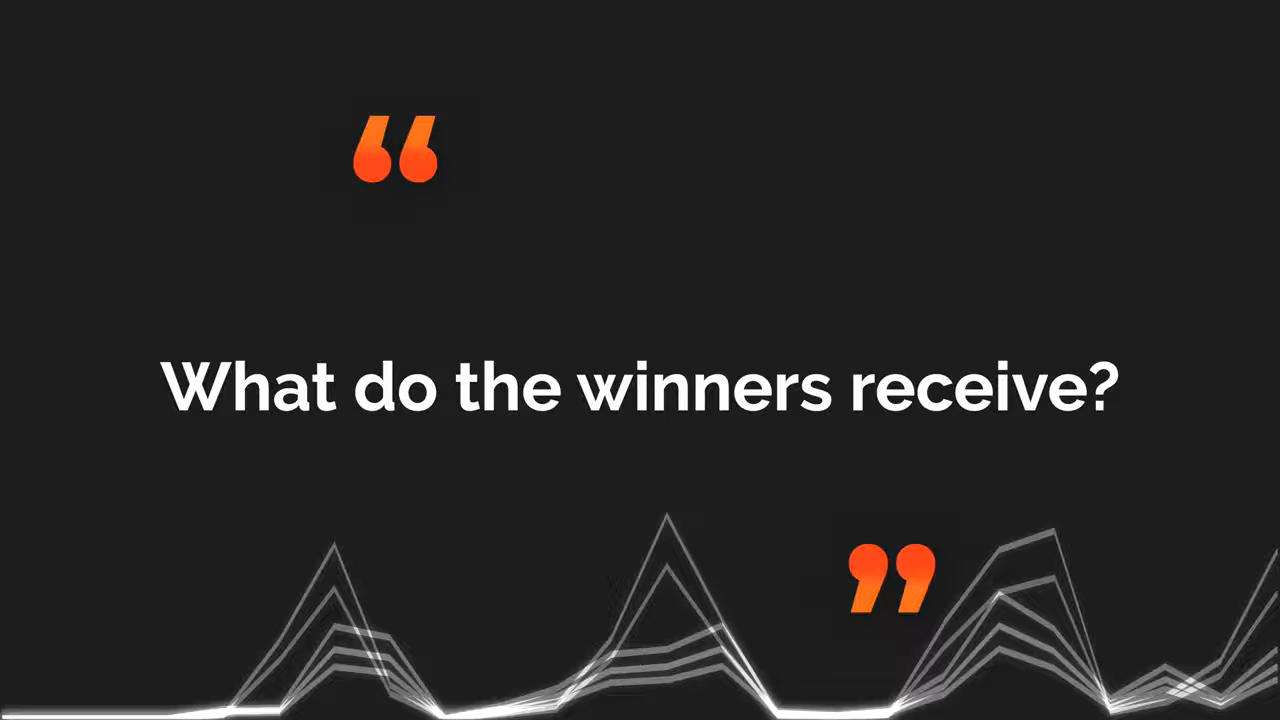 “
What do the winners receive?
”